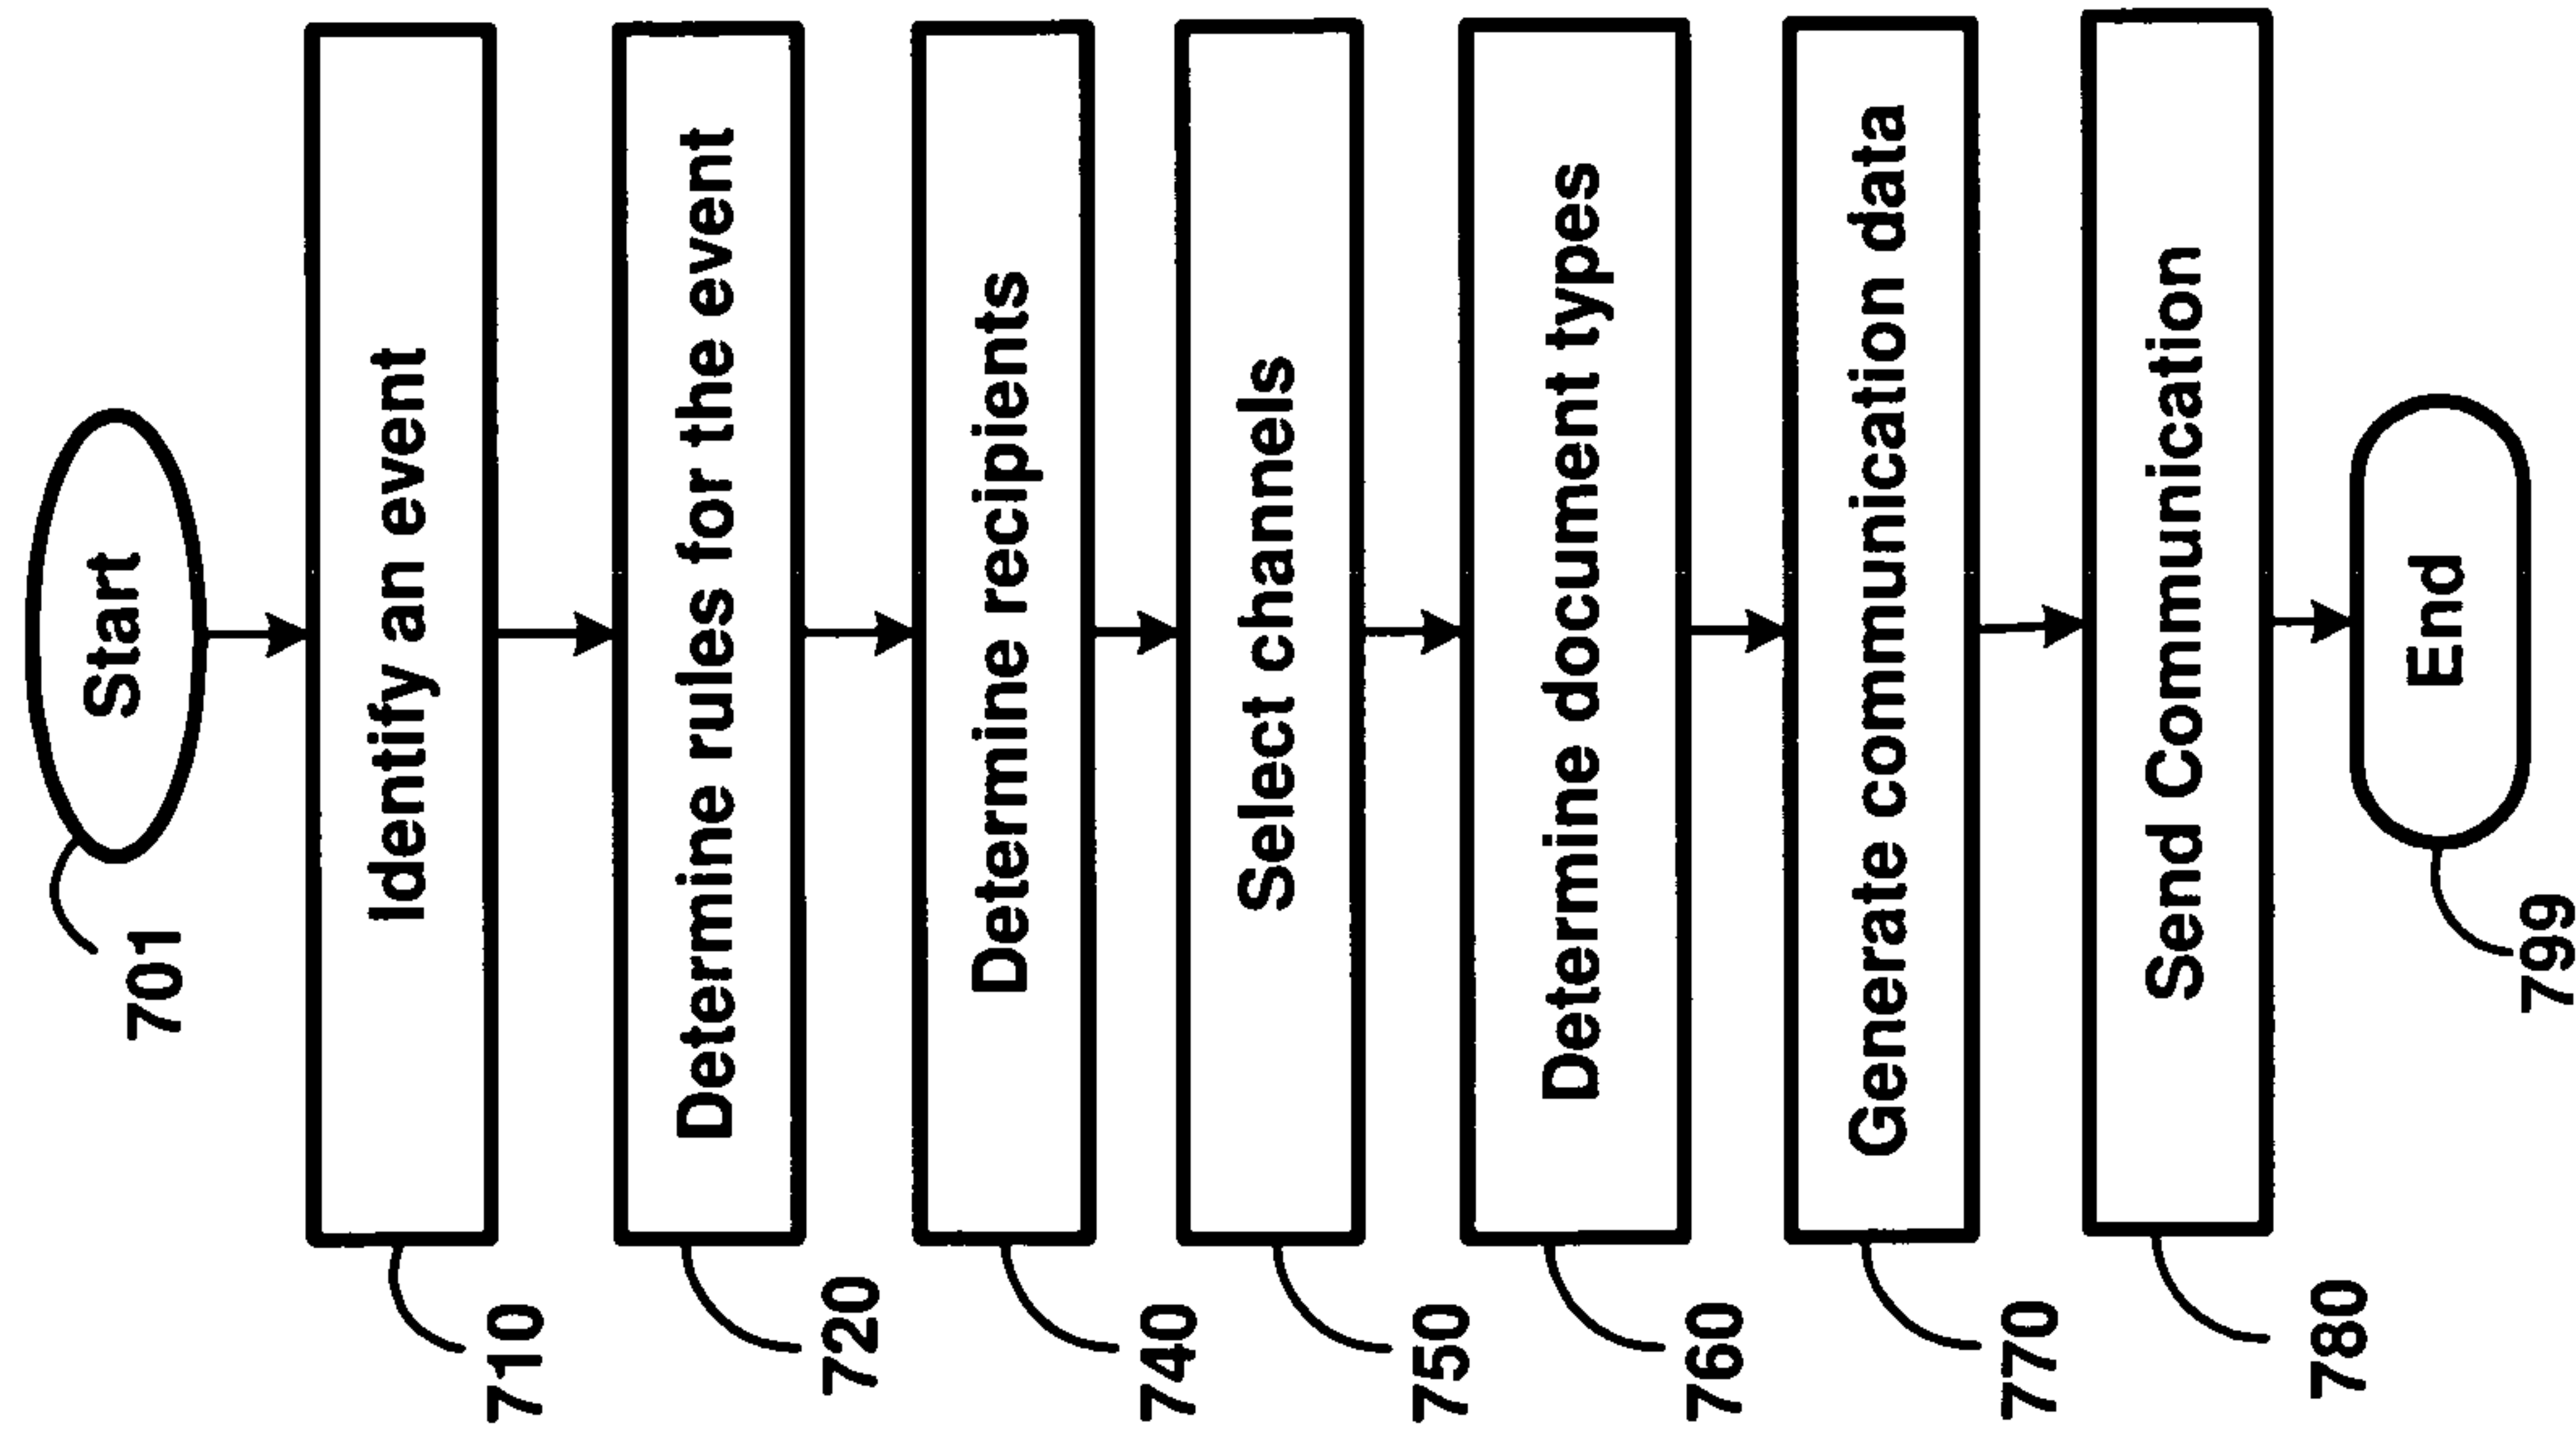 Start
701
Identify an event
710
Determine rules for the event
720
Determine recipients
740
Select channels
750
Determine document types
760
Generate communication data
770
Send Communication
780
End
799